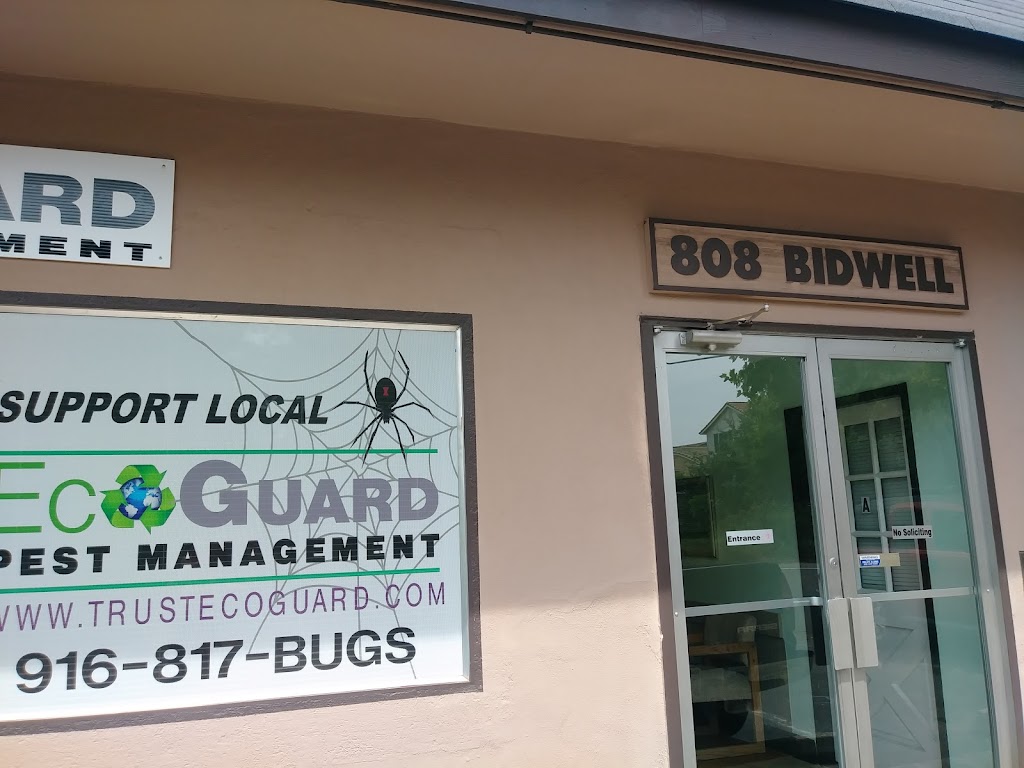 ARD
MENT
808 BIDWELL
SUPPORT LOCAL
ECOGUARD
PEST MANAGEMENT
WWW.TRUSTECOGUARD.COM
916-817-BUGS
Entrance
A
No Soliciting